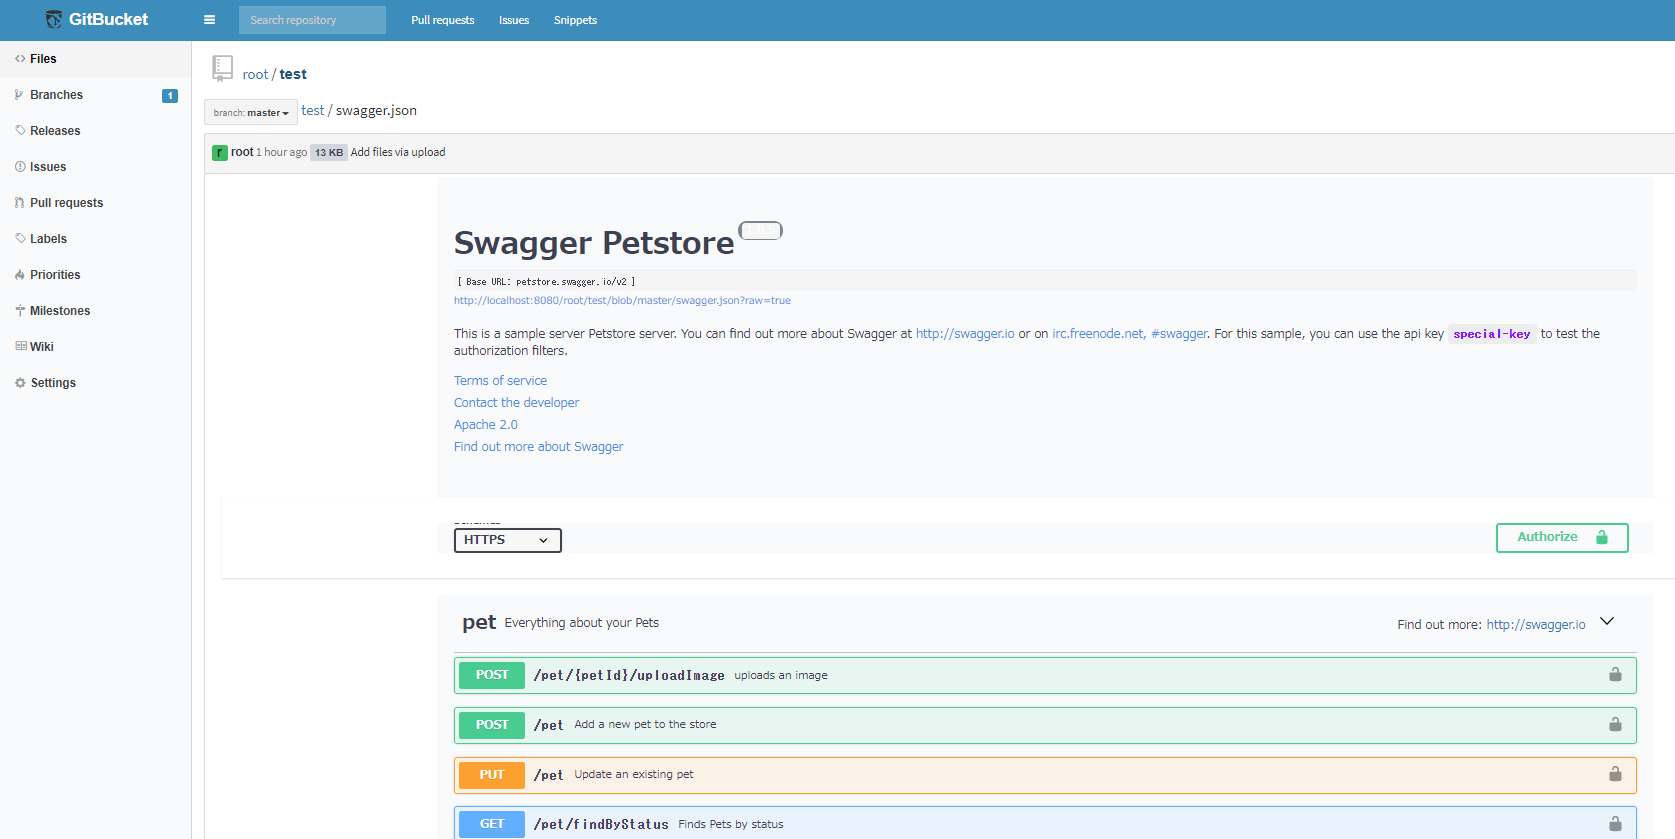 GitBucket
Search repository
Pull requests
Issues
Snippets
Files
Branches
1
Releases
Issues
Pull requests
Labels
Priorities
Milestones
Wiki
Settings
root / test
branch: master
test / swagger.json
r root 1 hour ago 13 KB Add files via upload
Swagger Petstore
[ Base URL: petstore.swagger.io/v2 ]
http://localhost:8080/root/test/blob/master/swagger.json?raw=true
This is a sample server Petstore server. You can find out more about Swagger at http://swagger.io or on irc.freenode.net, #swagger. For this sample, you can use the api key special-key to test the
authorization filters.
Terms of service
Contact the developer
Apache 2.0
Find out more about Swagger
HTTPS
Authorize
pet Everything about your Pets
Find out more: http://swagger.io
POST /pet/{petId}/uploadImage uploads an image
POST /pet Add a new pet to the store
PUT /pet Update an existing pet
GET /pet/findByStatus Finds Pets by status